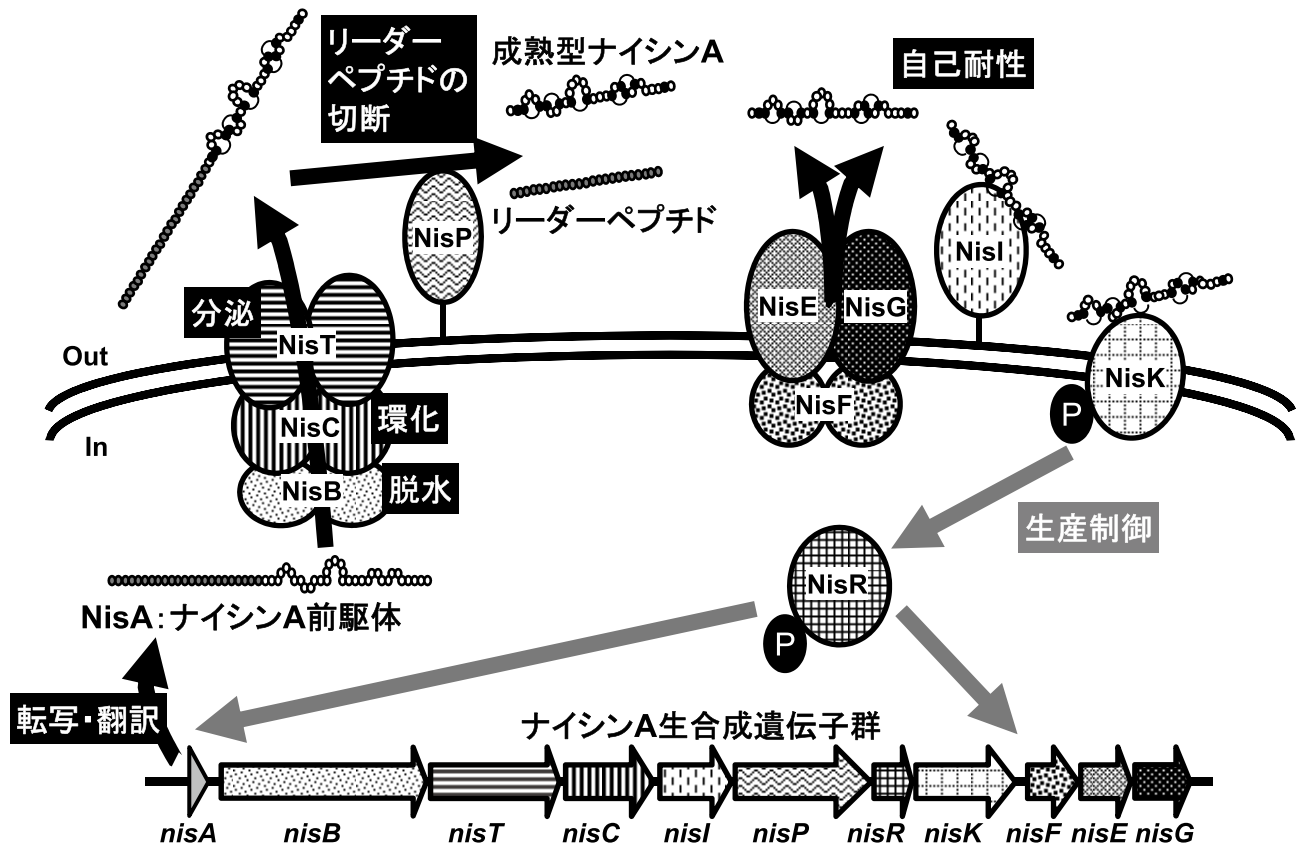 リーダー
ペプチドの
切断
成熟型ナイシンA
自己耐性
リーダーペプチド
NisP
NisI
分泌
NisT
NisE
NisG
Out
NisK
NisF
P
In
NisC
環化
NisB
脱水
生産制御
NisR
P
NisA：ナイシンA前駆体
転写・翻訳
ナイシンA生合成遺伝子群
nisA nisB nisT nisC nisI nisP nisR nisK nisF nisE nisG